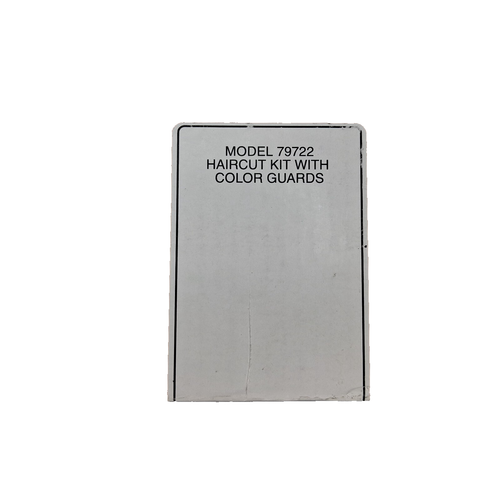 MODEL 79722
HAIRCUT KIT WITH
COLOR GUARDS